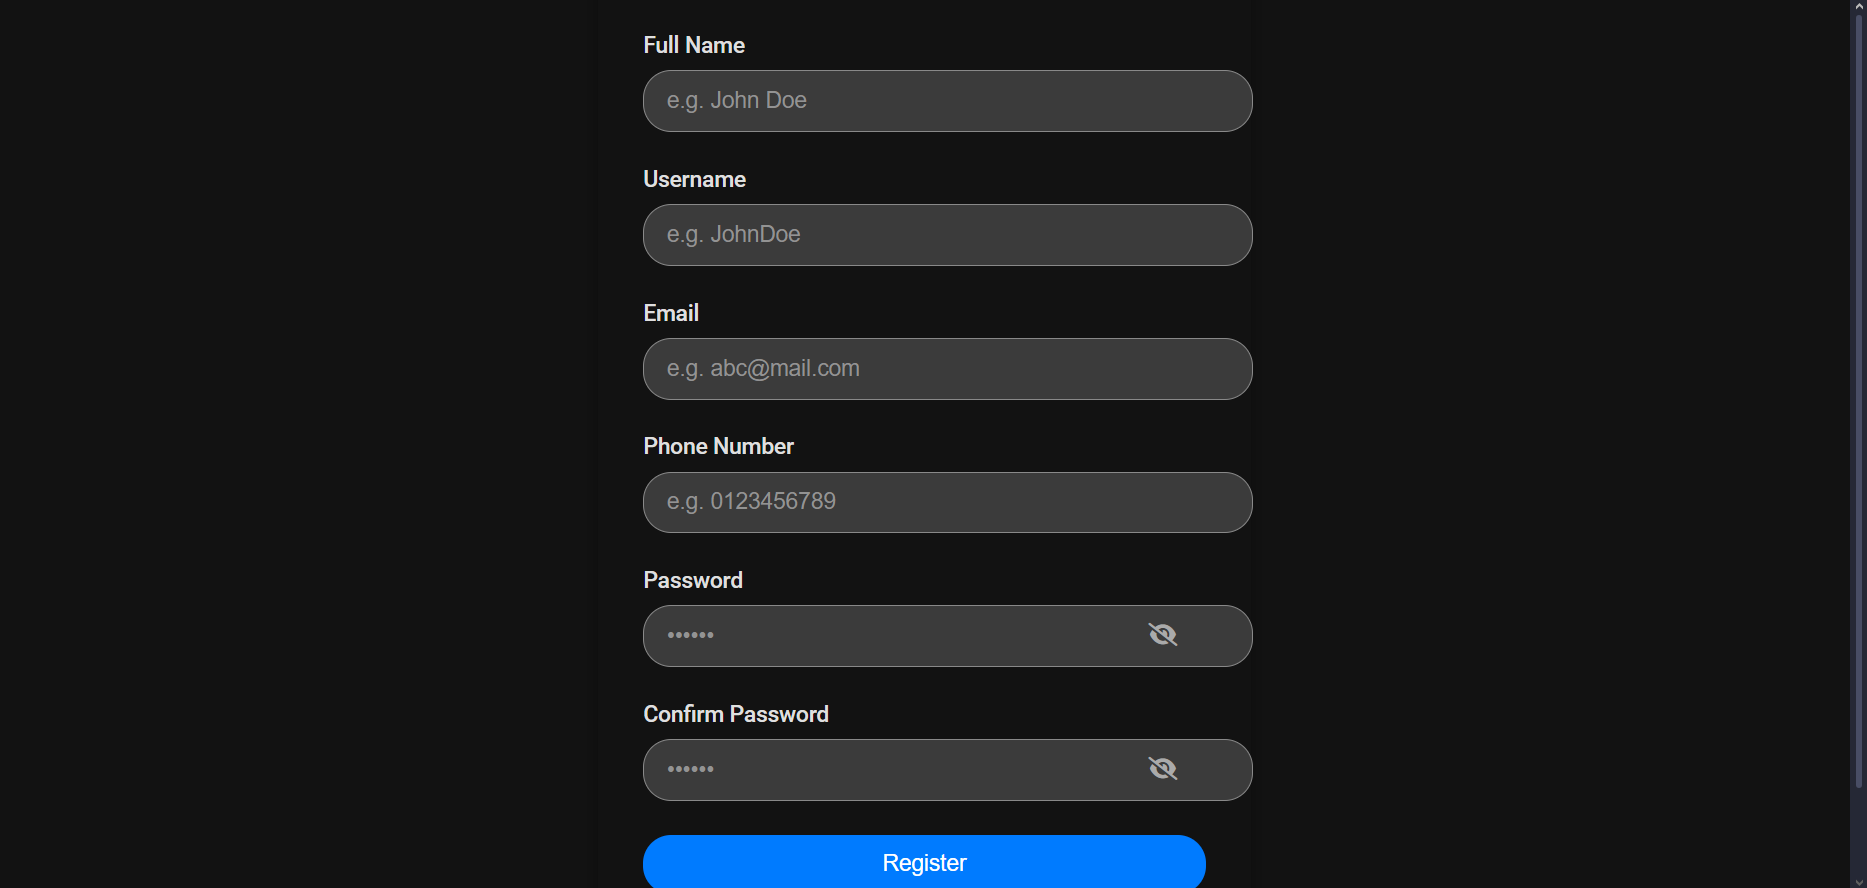 Full Name
e.g. John Doe
Username
e.g. JohnDoe
Email
e.g. abc@mail.com
Phone Number
e.g. 0123456789
Password
••••••
Confirm Password
••••••
Register